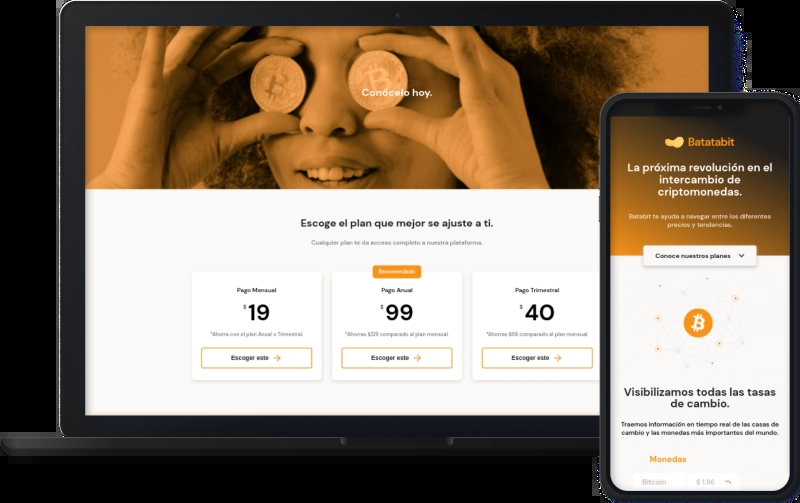 Conócelo hoy.
Escoge el plan que mejor se ajuste a ti.
Cualquier plan te da acceso completo a nuestra plataforma.
Pago Mensual
$ 19
*Ahorra con el plan Anual o Trimestral.
Escoger este
Recomendado
Pago Anual
$ 99
*Ahorras $129 comparado al plan mensual.
Escoger este
Pago Trimestral
$ 40
*Ahorras $69 comparado al plan mensual.
Escoger este
Batatabit
La próxima revolución en el
intercambio de
criptomonedas.
Batatabit te ayuda a navegar entre los diferentes
precios y tendencias.
Conoce nuestros planes
Visibilizamos todas las tasas
de cambio.
Traemos información en tiempo real de las casas de
cambio y las monedas más importantes del mundo.
Monedas
Bitcoin $ 1.96